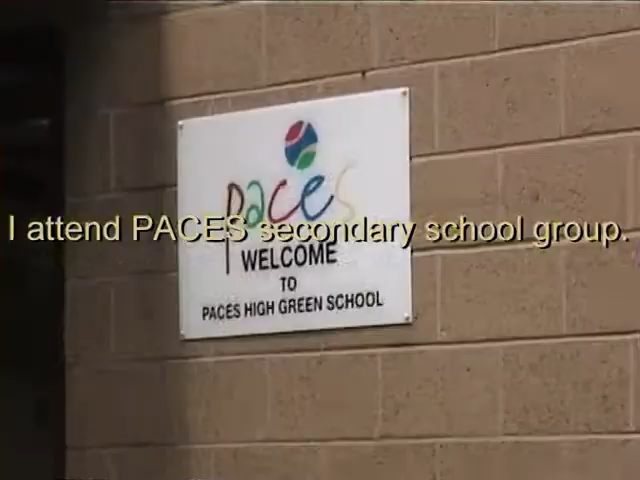 paces
I attend PACES secondary school group.
WELCOME
TO
PACES HIGH GREEN SCHOOL